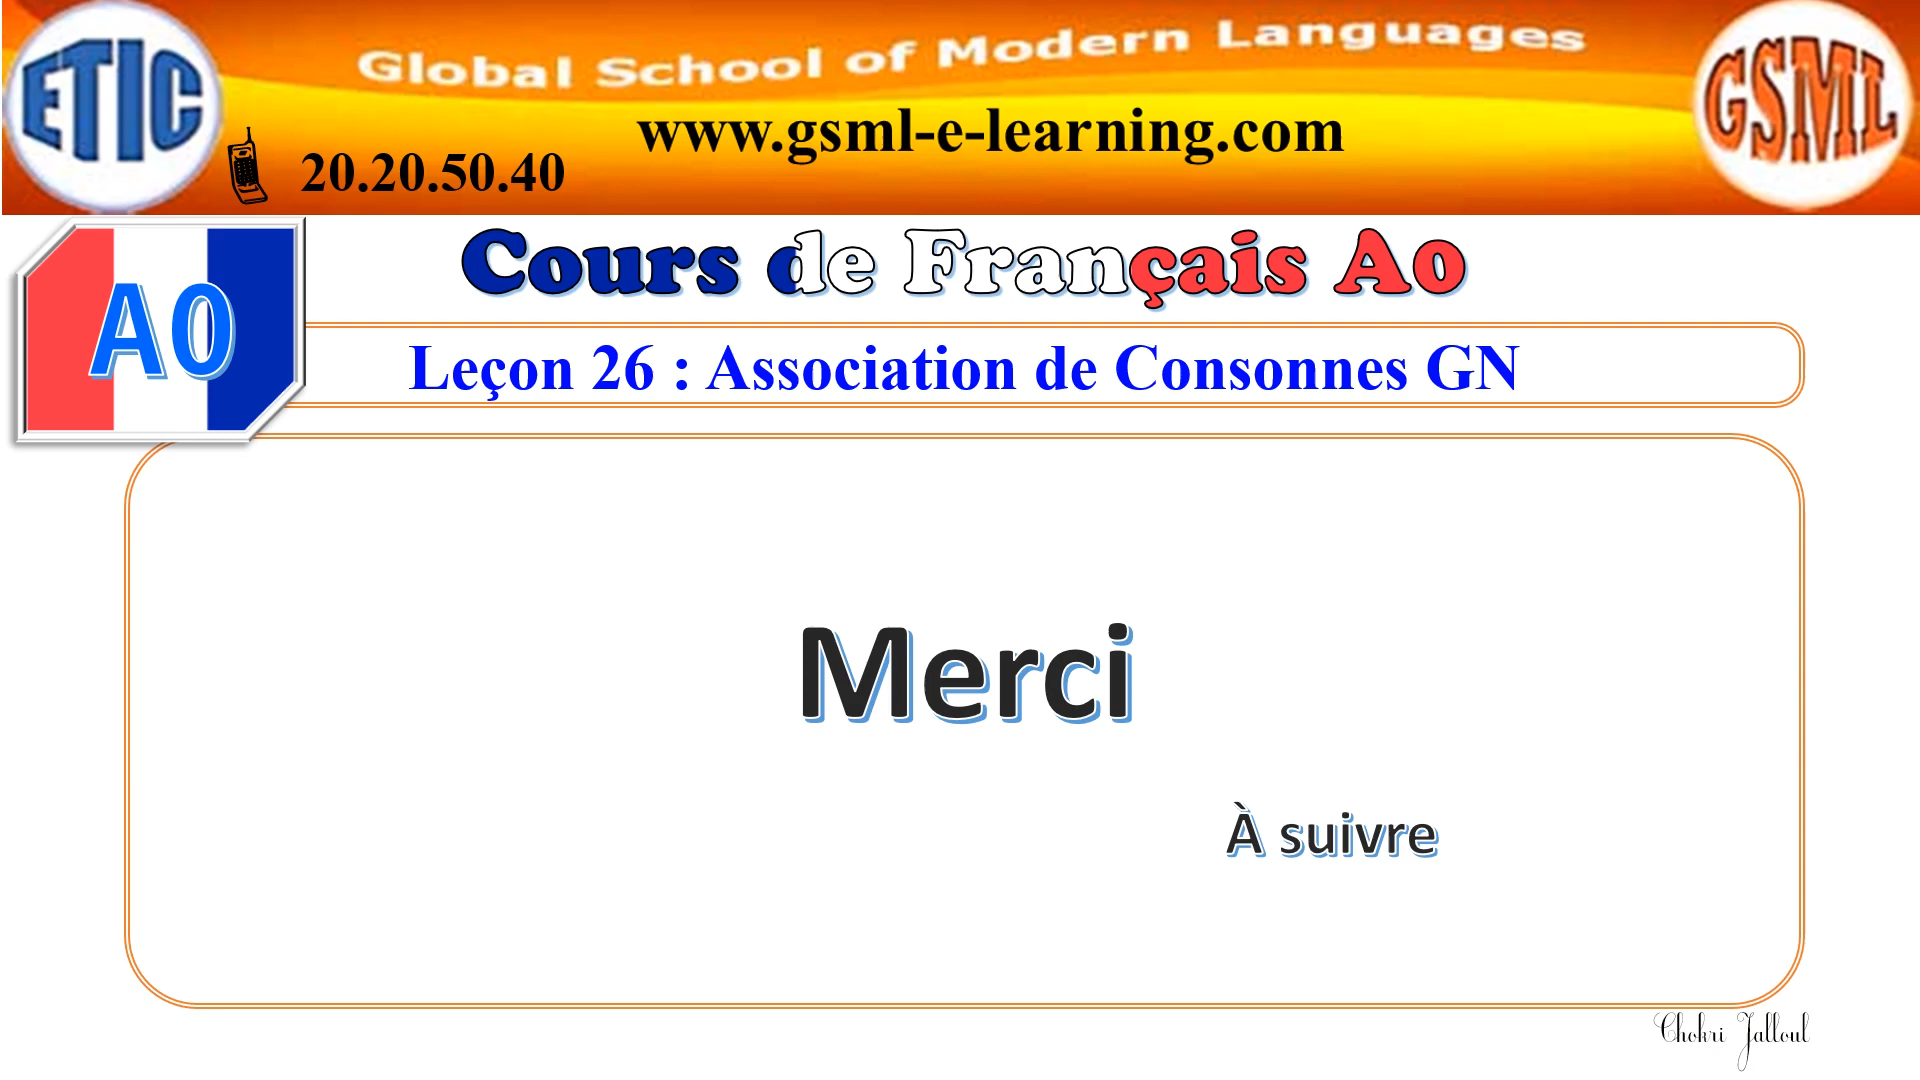 ETIC
Global School of Modern Languages
GSML
www.gsml-e-learning.com
20.20.50.40
Cours de Français A0
A0
Leçon 26 : Association de Consonnes GN
Merci
À suivre
Chokri Jalloul